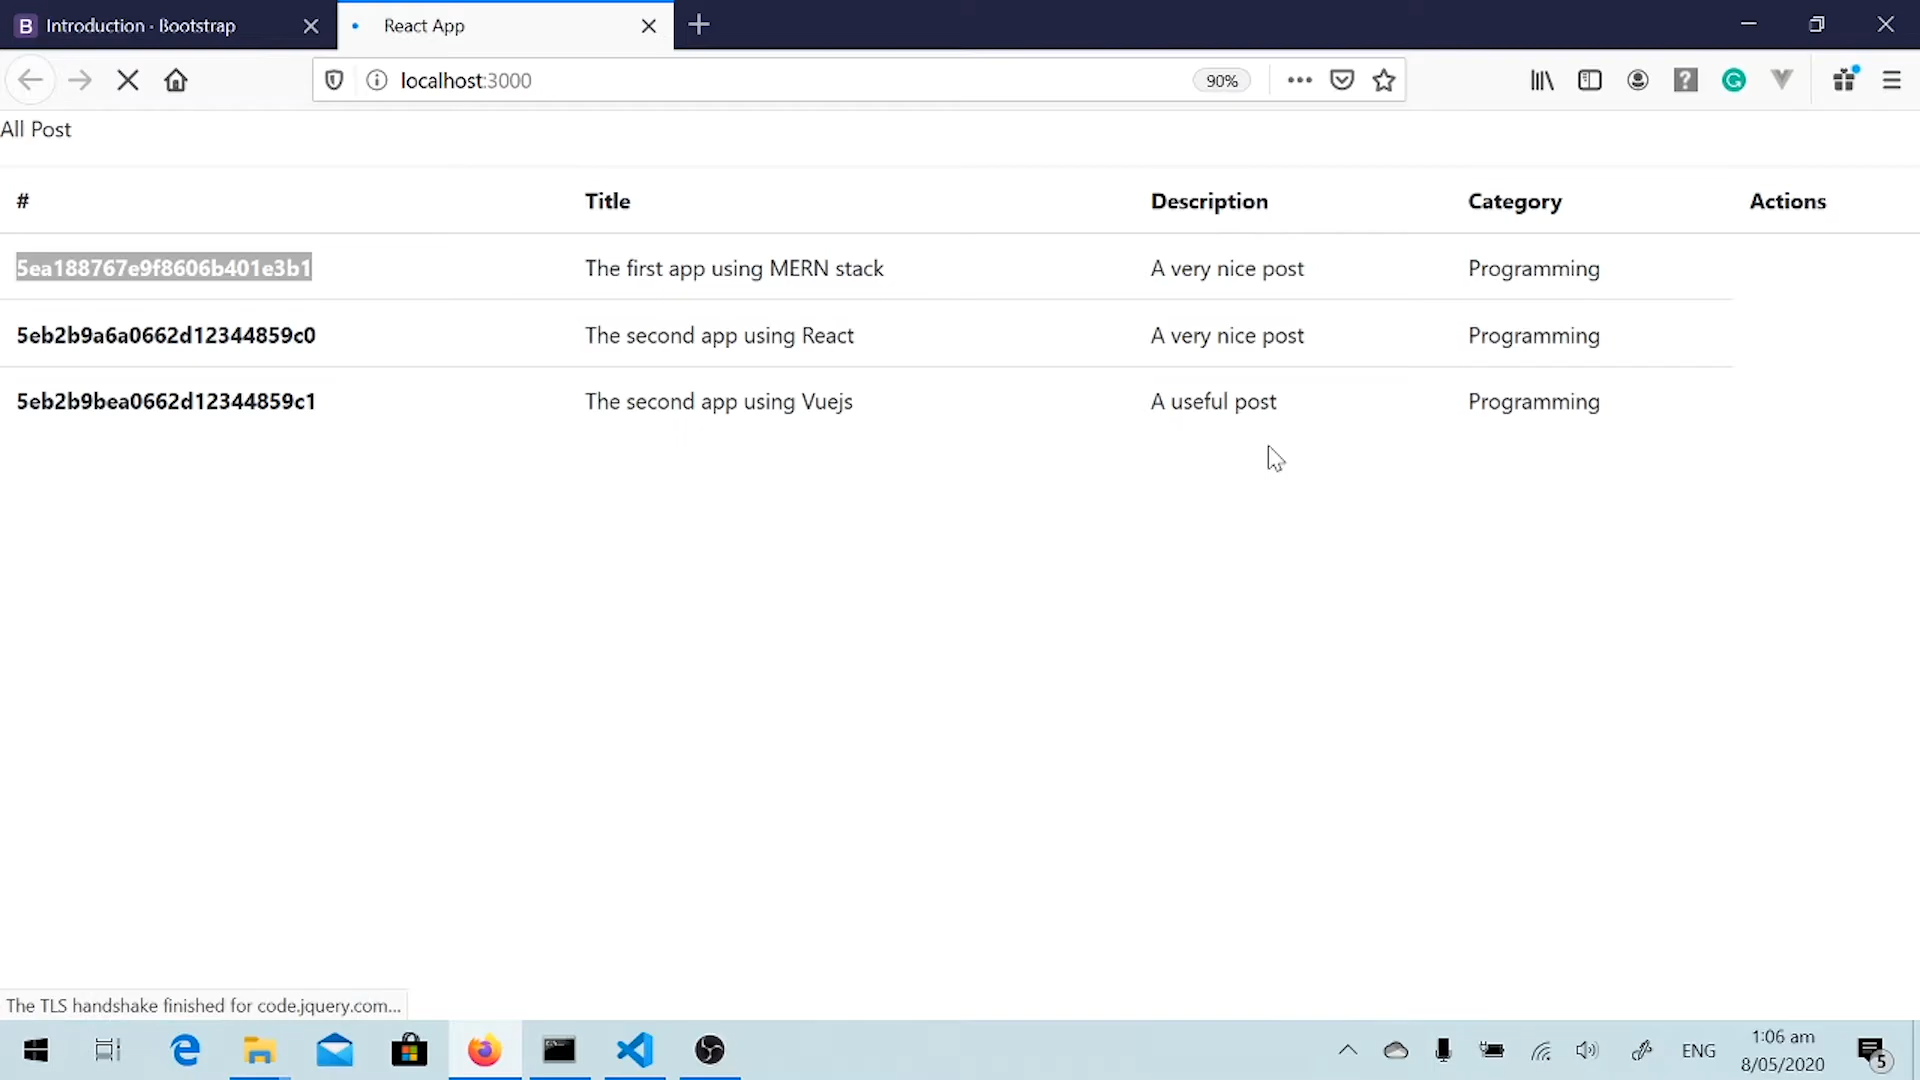 B Introduction · Bootstrap
React App
localhost:3000
90%
All Post
# Title Description Category Actions
5ea188767e9f8606b401e3b1 The first app using MERN stack A very nice post Programming
5eb2b9a6a0662d12344859c0 The second app using React A very nice post Programming
5eb2b9bea0662d12344859c1 The second app using Vuejs A useful post Programming
The TLS handshake finished for code.jquery.com...
ENG
1:06 am
8/05/2020
5